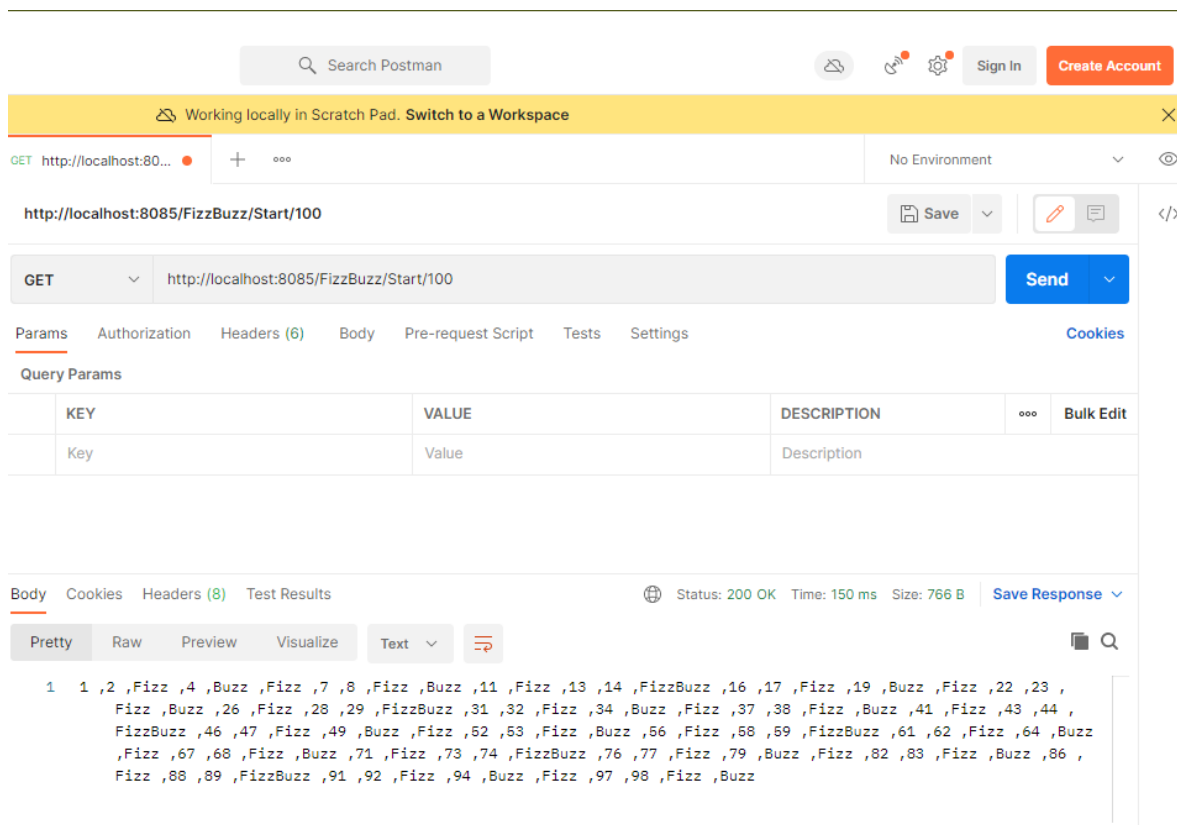 Search Postman
Sign In
Create Account
Working locally in Scratch Pad. Switch to a Workspace
GET http://localhost:80...
No Environment
http://localhost:8085/FizzBuzz/Start/100
Save
GET
http://localhost:8085/FizzBuzz/Start/100
Send
Params Authorization Headers (6) Body Pre-request Script Tests Settings Cookies
Query Params
KEY VALUE DESCRIPTION Bulk Edit
Key Value Description
Body Cookies Headers (8) Test Results Status: 200 OK Time: 150 ms Size: 766 B Save Response
Pretty Raw Preview Visualize Text
1 1 ,2 ,Fizz ,4 ,Buzz ,Fizz ,7 ,8 ,Fizz ,Buzz ,11 ,Fizz ,13 ,14 ,FizzBuzz ,16 ,17 ,Fizz ,19 ,Buzz ,Fizz ,22 ,23 ,
Fizz ,Buzz ,26 ,Fizz ,28 ,29 ,FizzBuzz ,31 ,32 ,Fizz ,34 ,Buzz ,Fizz ,37 ,38 ,Fizz ,Buzz ,41 ,Fizz ,43 ,44 ,
FizzBuzz ,46 ,47 ,Fizz ,49 ,Buzz ,Fizz ,52 ,53 ,Fizz ,Buzz ,56 ,Fizz ,58 ,59 ,FizzBuzz ,61 ,62 ,Fizz ,64 ,Buzz
,Fizz ,67 ,68 ,Fizz ,Buzz ,71 ,Fizz ,73 ,74 ,FizzBuzz ,76 ,77 ,Fizz ,79 ,Buzz ,Fizz ,82 ,83 ,Fizz ,Buzz ,86 ,
Fizz ,88 ,89 ,FizzBuzz ,91 ,92 ,Fizz ,94 ,Buzz ,Fizz ,97 ,98 ,Fizz ,Buzz